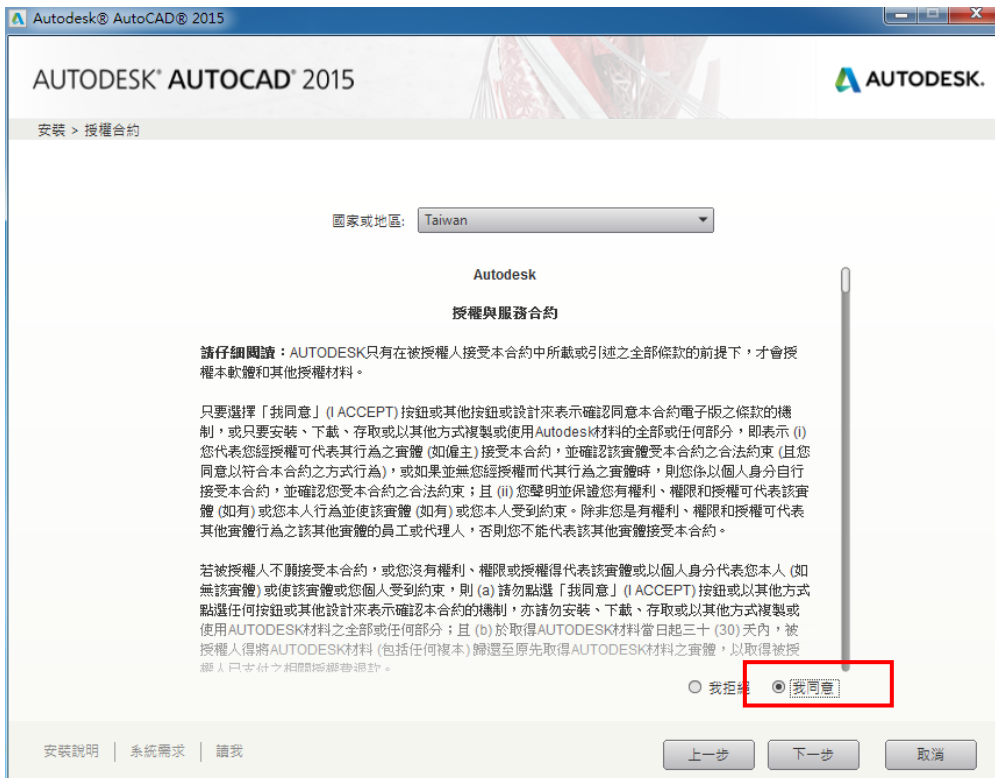 Autodesk® AutoCAD® 2015
AUTODESK® AUTOCAD® 2015
AUTODESK.
安裝 > 授權合約
國家或地區: Taiwan
Autodesk
授權與服務合約
請仔細閱讀：AUTODESK只有在被授權人接受本合約中所載或引述之全部條款的前提下，才會授
權本軟體和其他授權材料。
只要選擇「我同意」(I ACCEPT) 按鈕或其他按鈕或設計來表示確認同意本合約電子版之條款的機
制，或只要安裝、下載、存取或以其他方式複製或使用Autodesk材料的全部或任何部分，即表示 (i)
您代表您經授權可代表其行為之實體 (如僱主) 接受本合約，並確認該實體受本合約之合法約束 (且您
同意以符合本合約之方式行為)，或如果並無您經授權而代其行為之實體時，則您係以個人身分自行
接受本合約，並確認您受本合約之合法約束；且 (ii) 您聲明並保證您有權利、權限和授權可代表該實
體 (如有) 或您本人行為並使該實體 (如有) 或您本人受到約束。除非您是有權利、權限和授權可代表
其他實體行為之該其他實體的員工或代理人，否則您不能代表該其他實體接受本合約。
若被授權人不願接受本合約，或您沒有權利、權限或授權得代表該實體或以個人身分代表您本人 (如
無該實體) 或使該實體或您個人受到約束，則 (a) 請勿點選「我同意」(I ACCEPT) 按鈕或以其他方式
點選任何按鈕或其他設計來表示確認本合約的機制，亦請勿安裝、下載、存取或以其他方式複製或
使用AUTODESK材料之全部或任何部分；且 (b) 於取得AUTODESK材料當日起三十 (30) 天內，被
授權人得將AUTODESK材料 (包括任何複本) 歸還至原先取得AUTODESK材料之實體，以取得被授
權人已支付之相關授權費退款。
我拒絕 我同意
安裝說明 | 系統需求 | 讀我 上一步 下一步 取消